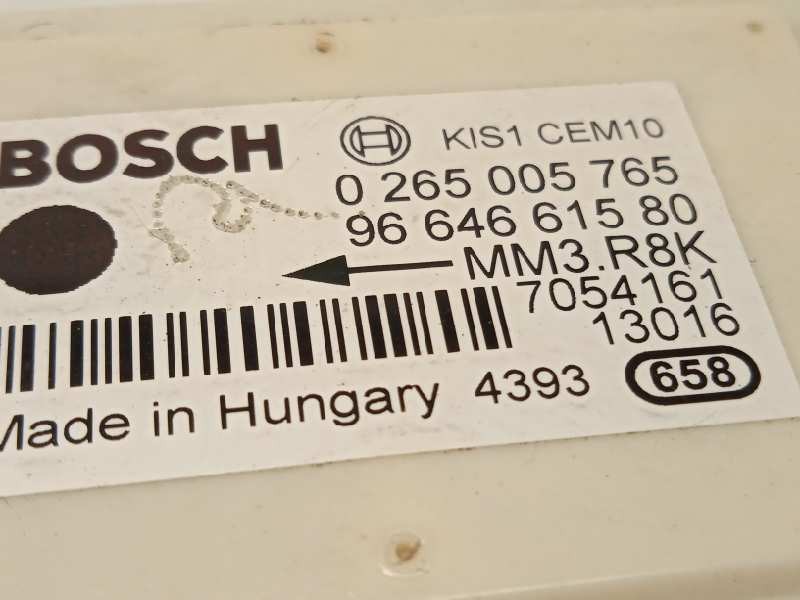 BOSCH KIS1 CEM10
0 265 005 765
96 646 615 80
MM3.R8K
7054161
13016
Made in Hungary 4393 658